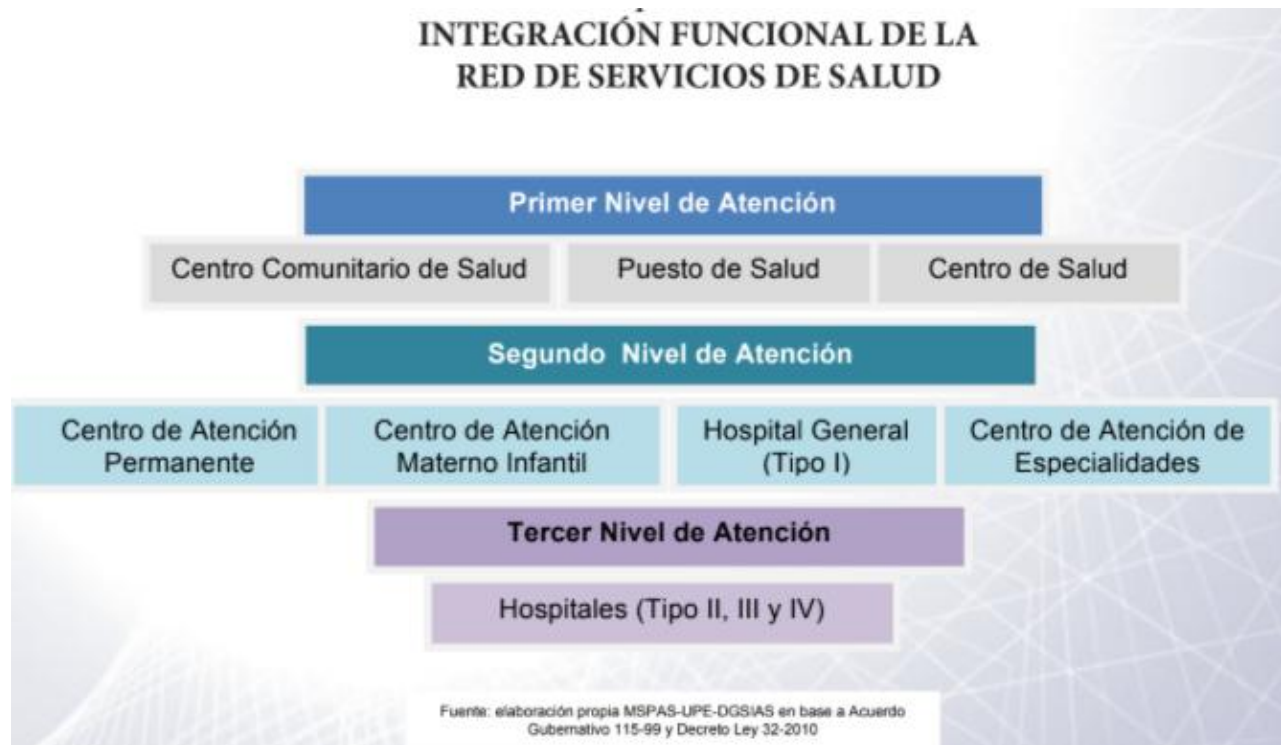 INTEGRACIÓN FUNCIONAL DE LA
RED DE SERVICIOS DE SALUD
Primer Nivel de Atención
Centro Comunitario de Salud
Puesto de Salud
Centro de Salud
Segundo Nivel de Atención
Centro de Atención
Permanente
Centro de Atención
Materno Infantil
Hospital General
(Tipo I)
Centro de Atención de
Especialidades
Tercer Nivel de Atención
Hospitales (Tipo II, III y IV)
Fuente: elaboración propia MSPAS-UPE-DGSIAS en base a Acuerdo
Gubernativo 115-99 y Decreto Ley 32-2010